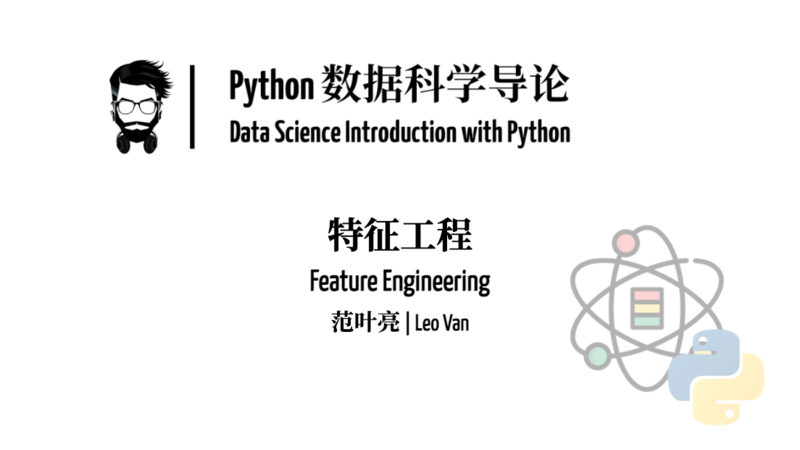 Python 数据科学导论
Data Science Introduction with Python
特征工程
Feature Engineering
范叶亮 | Leo Van